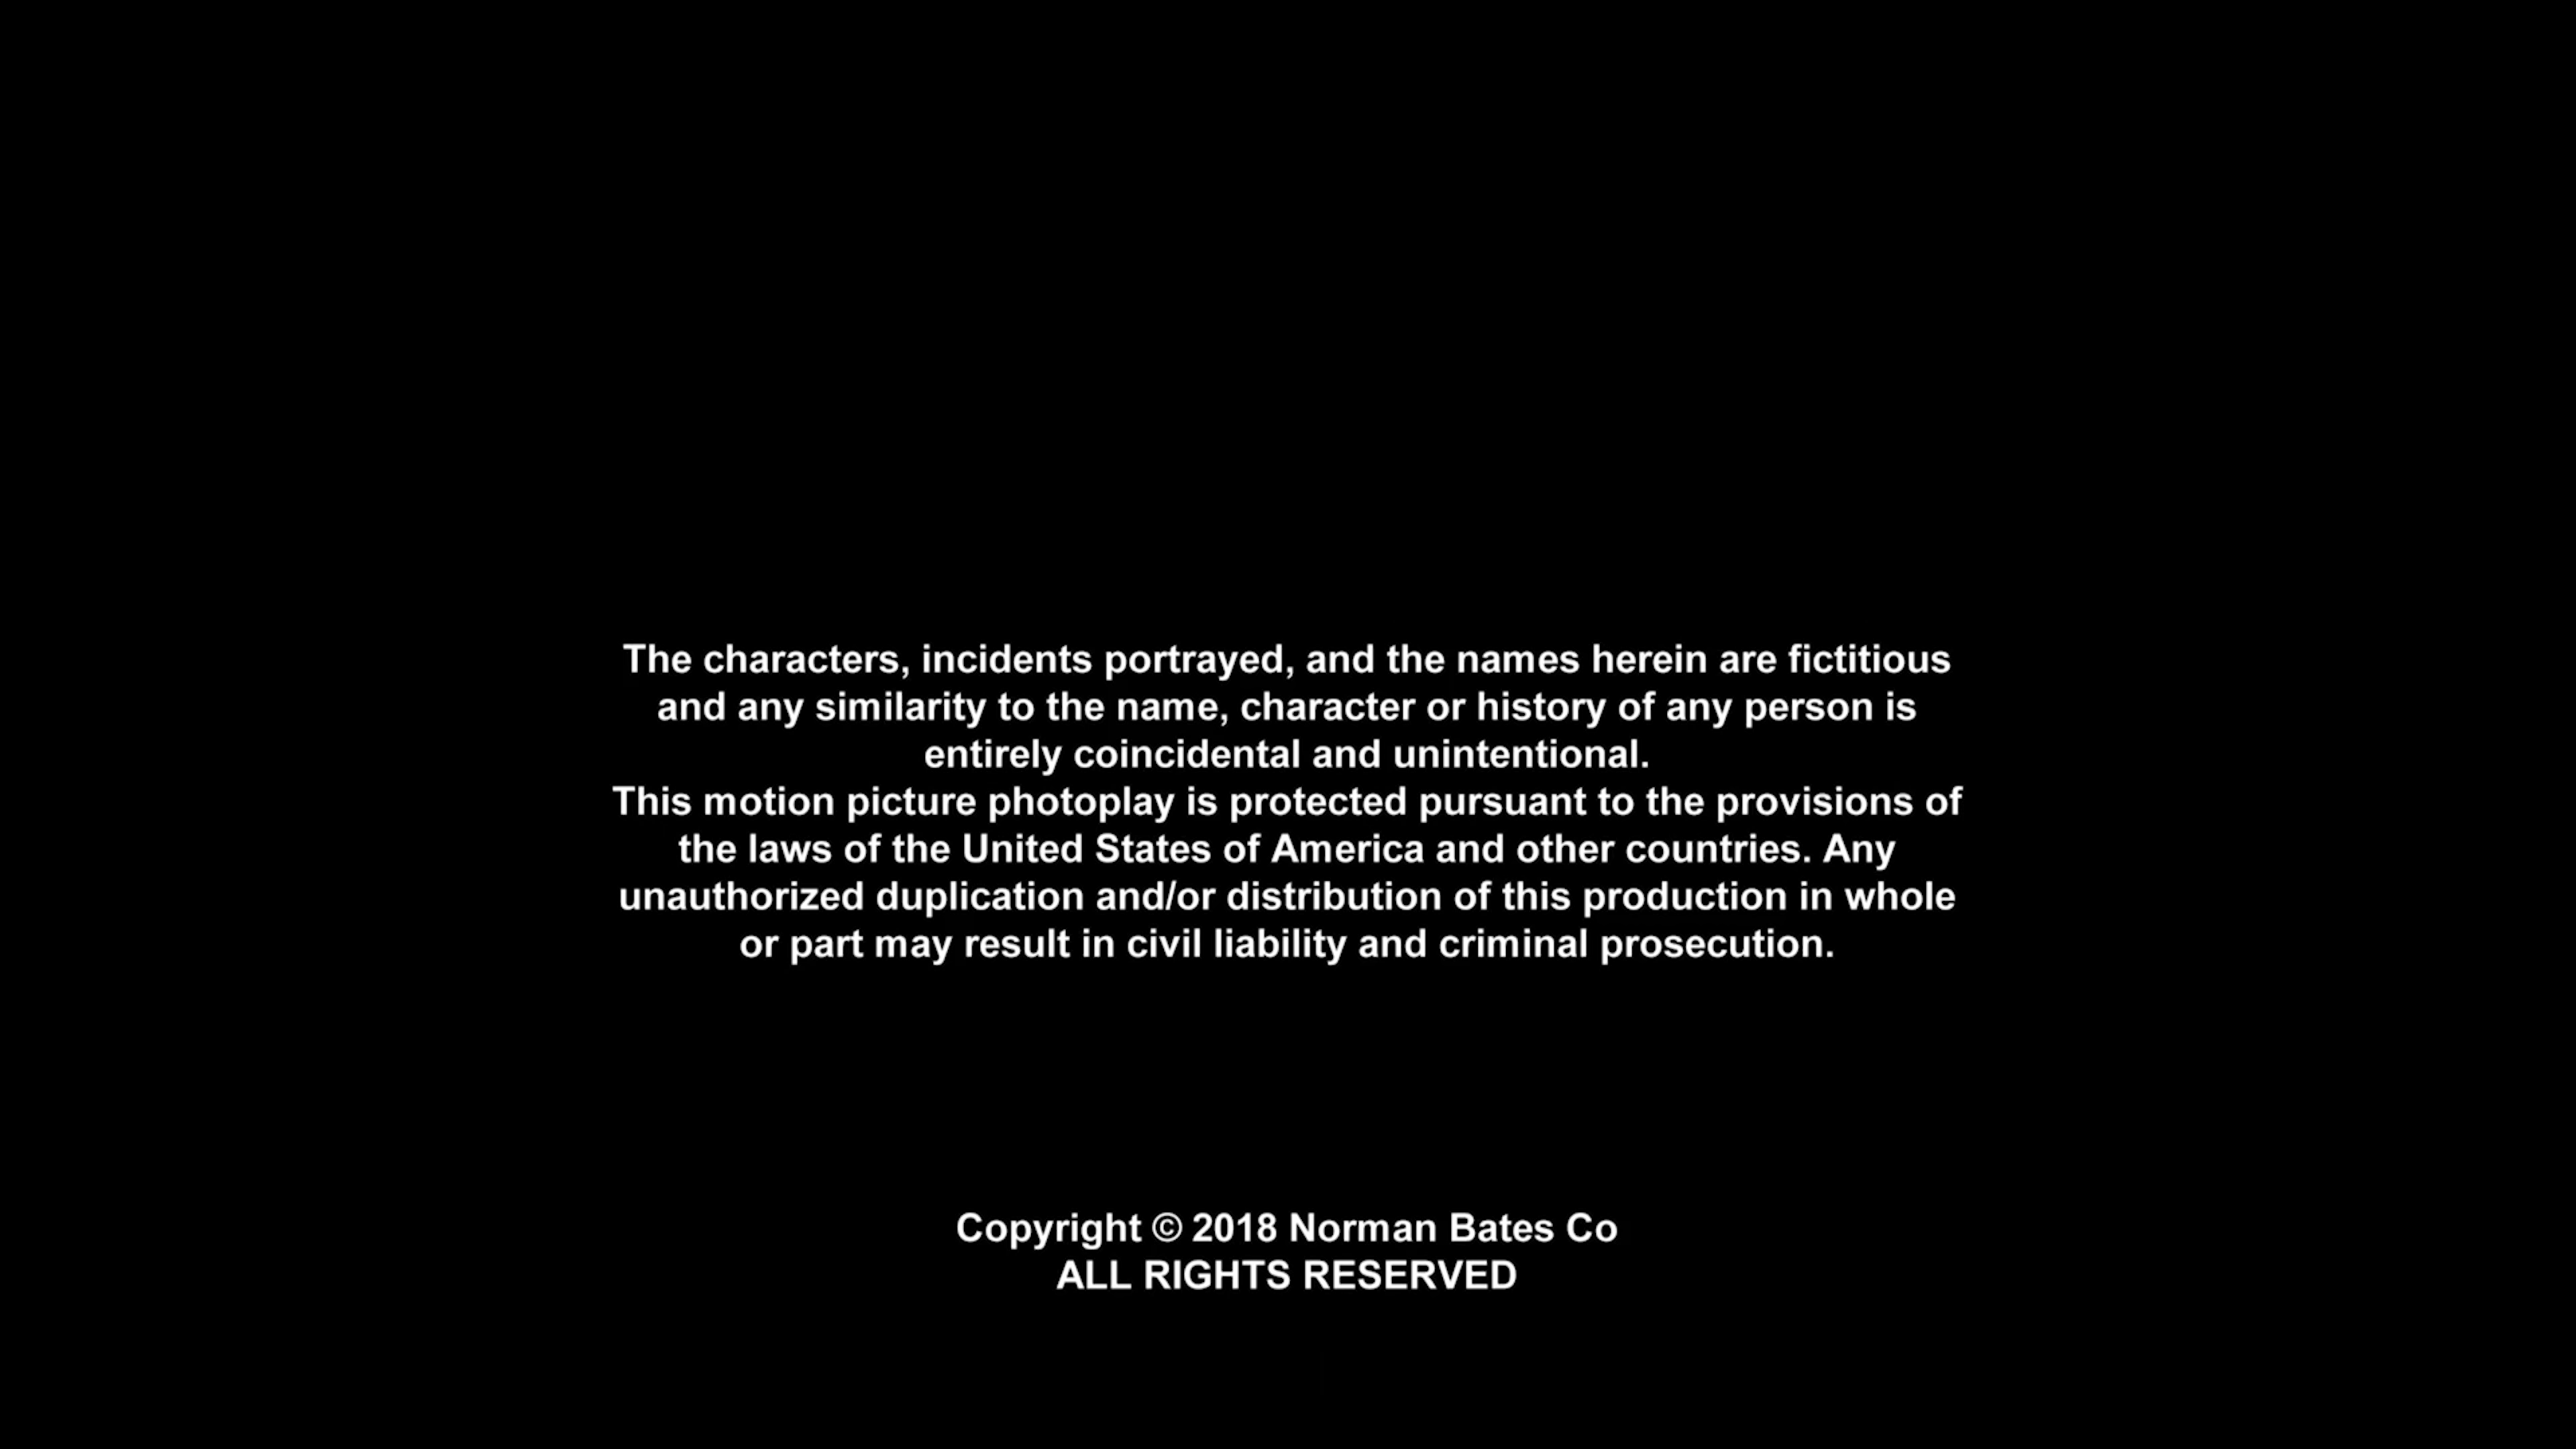 The characters, incidents portrayed, and the names herein are fictitious
and any similarity to the name, character or history of any person is
entirely coincidental and unintentional.
This motion picture photoplay is protected pursuant to the provisions of
the laws of the United States of America and other countries. Any
unauthorized duplication and/or distribution of this production in whole
or part may result in civil liability and criminal prosecution.
Copyright © 2018 Norman Bates Co
ALL RIGHTS RESERVED